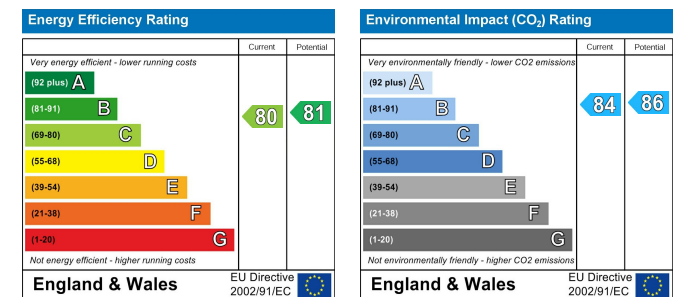 Energy Efficiency Rating
Current Potential
Very energy efficient - lower running costs
(92 plus) A
(81-91) B
(69-80) C
(55-68) D
(39-54) E
(21-38) F
(1-20) G
80 81
Not energy efficient - higher running costs
England & Wales
EU Directive
2002/91/EC
Environmental Impact (CO₂) Rating
Current Potential
Very environmentally friendly - lower CO2 emissions
(92 plus) A
(81-91) B
(69-80) C
(55-68) D
(39-54) E
(21-38) F
(1-20) G
84 86
Not environmentally friendly - higher CO2 emissions
England & Wales
EU Directive
2002/91/EC